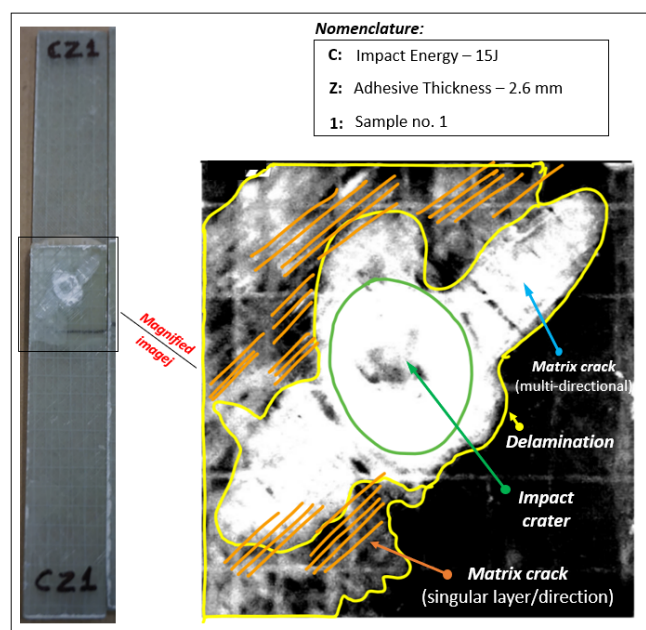 CZ1
Nomenclature:
C: Impact Energy – 15J
Z: Adhesive Thickness – 2.6 mm
1: Sample no. 1
Magnified
imagej
Matrix crack
(multi-directional)
Delamination
Impact
crater
Matrix crack
(singular layer/direction)
CZ1